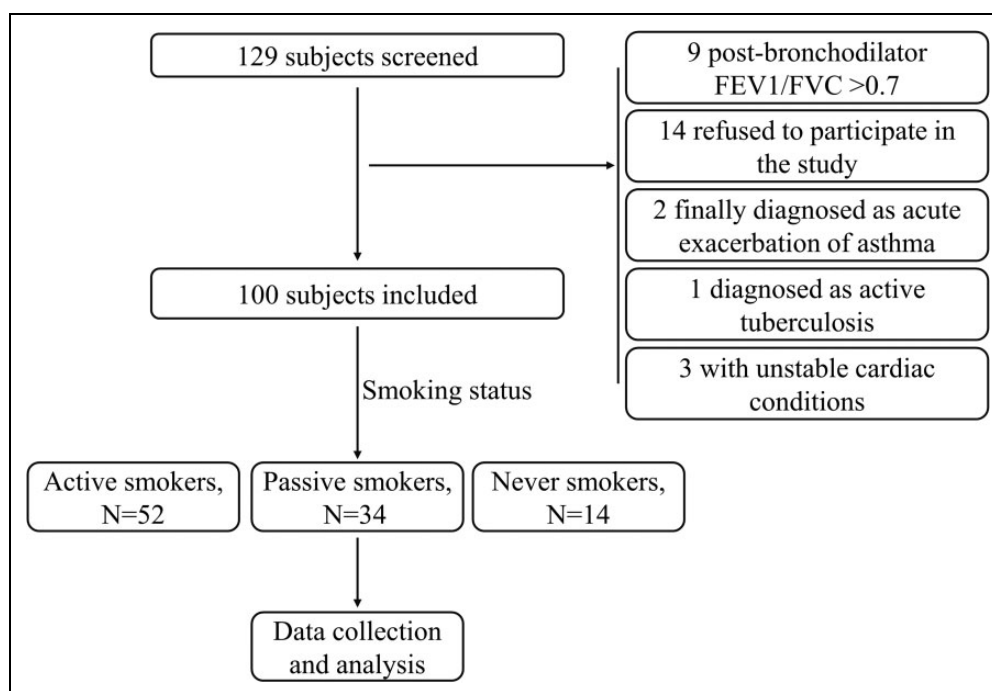 129 subjects screened
9 post-bronchodilator
FEV1/FVC >0.7
14 refused to participate in
the study
2 finally diagnosed as acute
exacerbation of asthma
1 diagnosed as active
tuberculosis
3 with unstable cardiac
conditions
100 subjects included
Smoking status
Active smokers,
N=52
Passive smokers,
N=34
Never smokers,
N=14
Data collection
and analysis